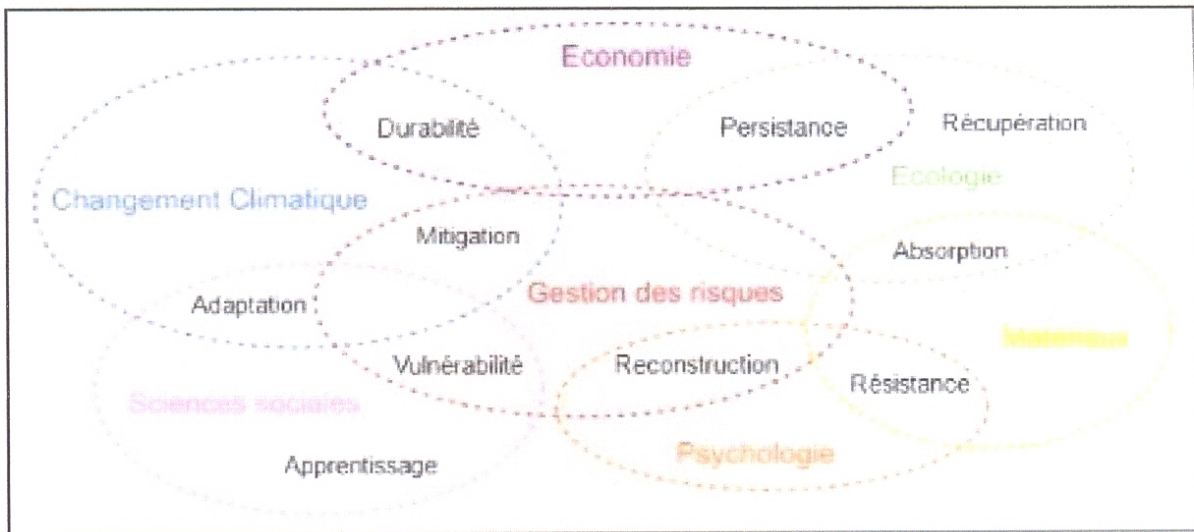 Economie
Durabilité
Persistance
Récupération
Ecologie
Changement Climatique
Mitigation
Absorption
Gestion des risques
Adaptation
Matériaux
Vulnérabilité
Reconstruction
Résistance
Sciences sociales
Psychologie
Apprentissage